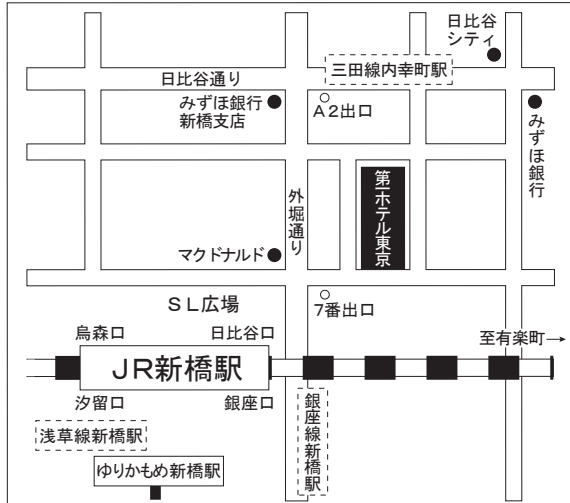 日比谷
シティ
三田線内幸町駅
日比谷通り
みずほ銀行
新橋支店
A2出口
みずほ銀行
第一ホテル東京
外堀通り
マクドナルド
SL広場
7番出口
烏森口
日比谷口
至有楽町→
JR新橋駅
汐留口
銀座口
銀座線新橋駅
浅草線新橋駅
ゆりかもめ新橋駅